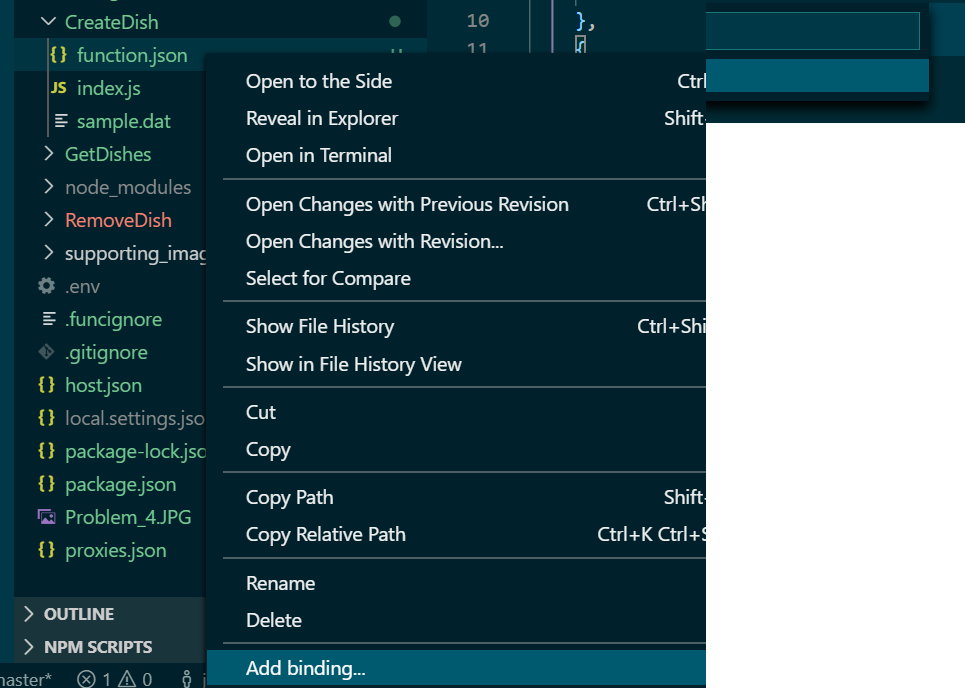 CreateDish
{} function.json
JS index.js
sample.dat
GetDishes
node_modules
RemoveDish
supporting_imag
.env
.funcignore
.gitignore
{} host.json
{} local.settings.jso
{} package-lock.jso
{} package.json
Problem_4.JPG
{} proxies.json
OUTLINE
NPM SCRIPTS
naster* 1 0
10 },
11 {
Open to the Side Ctrl
Reveal in Explorer Shift-
Open in Terminal
Open Changes with Previous Revision Ctrl+Sh
Open Changes with Revision...
Select for Compare
Show File History Ctrl+Shi
Show in File History View
Cut
Copy
Copy Path Shift-
Copy Relative Path Ctrl+K Ctrl+S
Rename
Delete
Add binding...